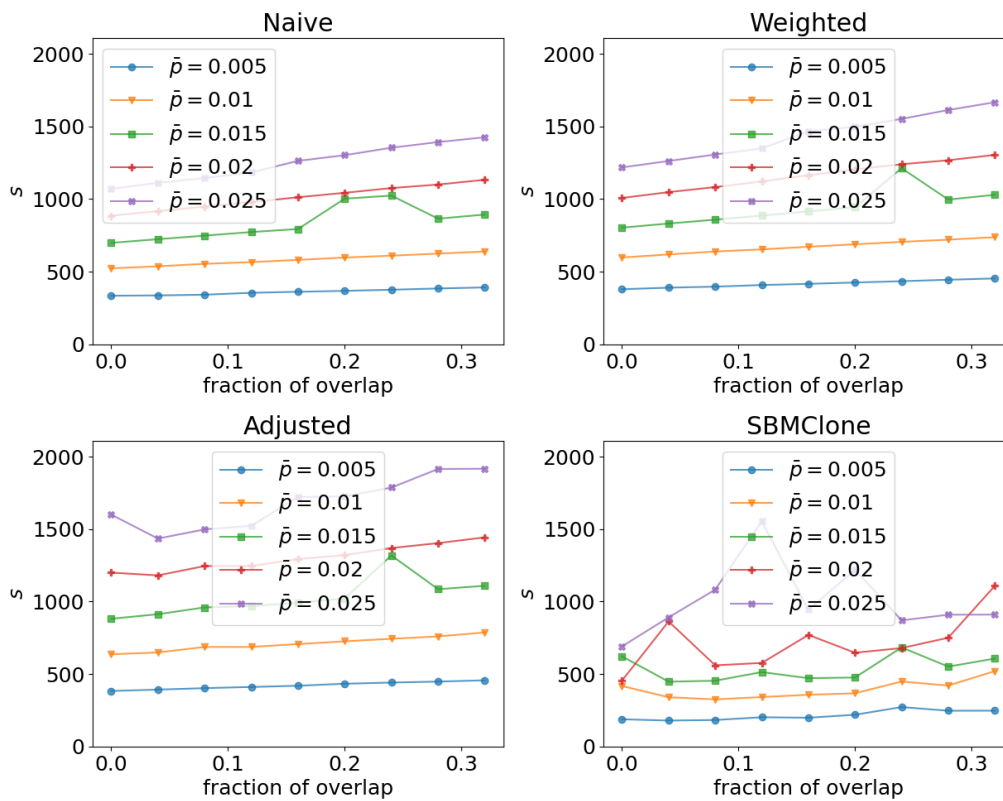 Naive
2000
1500
1000
500
0
s
p̄ = 0.005
p̄ = 0.01
p̄ = 0.015
p̄ = 0.02
p̄ = 0.025
0.0 0.1 0.2 0.3
fraction of overlap
Weighted
2000
1500
1000
500
0
s
p̄ = 0.005
p̄ = 0.01
p̄ = 0.015
p̄ = 0.02
p̄ = 0.025
0.0 0.1 0.2 0.3
fraction of overlap
Adjusted
2000
1500
1000
500
0
s
p̄ = 0.005
p̄ = 0.01
p̄ = 0.015
p̄ = 0.02
p̄ = 0.025
0.0 0.1 0.2 0.3
fraction of overlap
SBMClone
2000
1500
1000
500
0
s
p̄ = 0.005
p̄ = 0.01
p̄ = 0.015
p̄ = 0.02
p̄ = 0.025
0.0 0.1 0.2 0.3
fraction of overlap